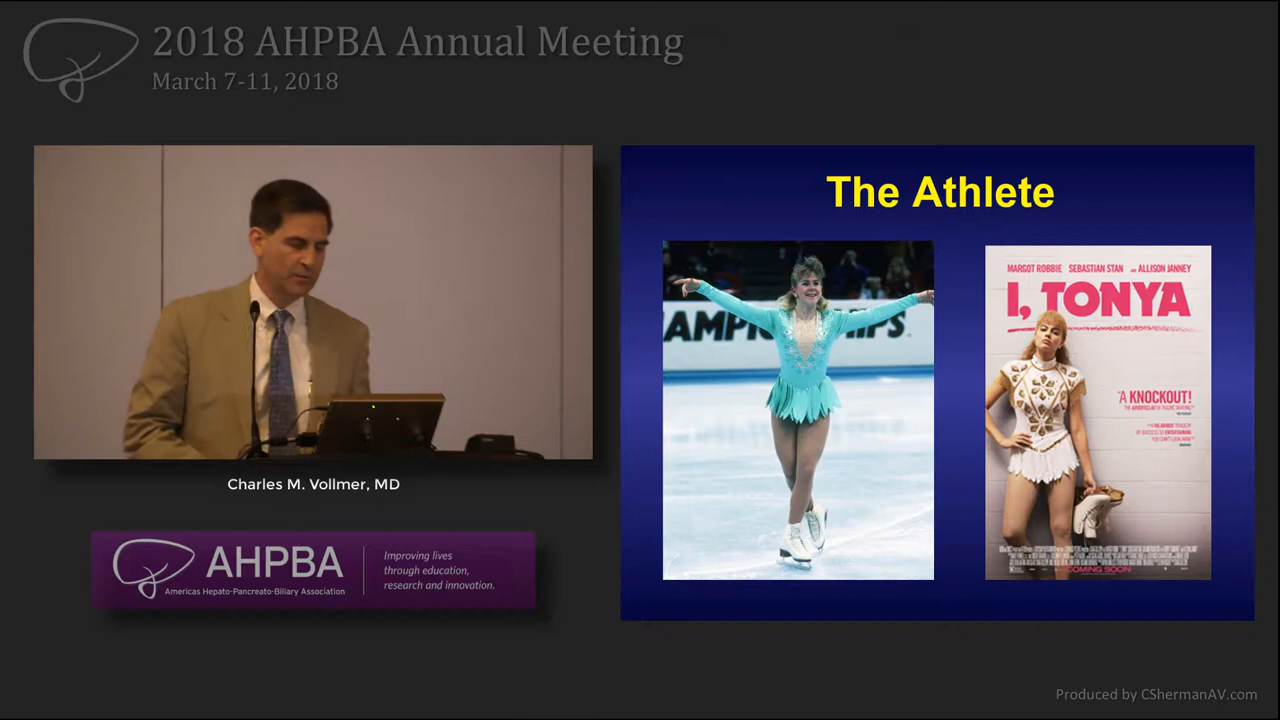 2018 AHPBA Annual Meeting
March 7-11, 2018
Charles M. Vollmer, MD
AHPBA
Americas Hepato-Pancreato-Biliary Association
Improving lives
through education,
research and innovation.
The Athlete
AMPIONSHIPS
MARGOT ROBBIE SEBASTIAN STAN AND ALLISON JANNEY
I, TONYA
"A KNOCKOUT!
COMING SOON
Produced by CShermanAV.com